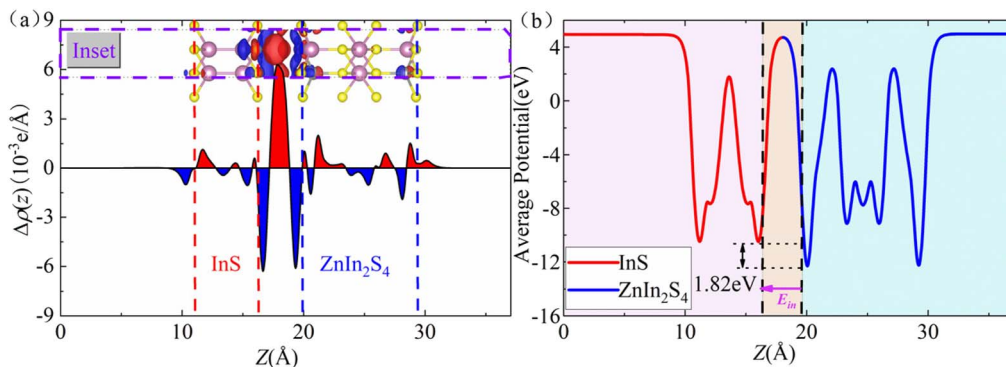 (a)
Inset
Δρ(z) (10⁻³e/Å)
9
6
3
0
-3
-6
-9
InS
ZnIn₂S₄
0
10
20
30
Z(Å)
(b)
Average Potential(eV)
4
0
-4
-8
-12
-16
InS
ZnIn₂S₄
1.82eV
E_in
0
10
20
30
Z(Å)